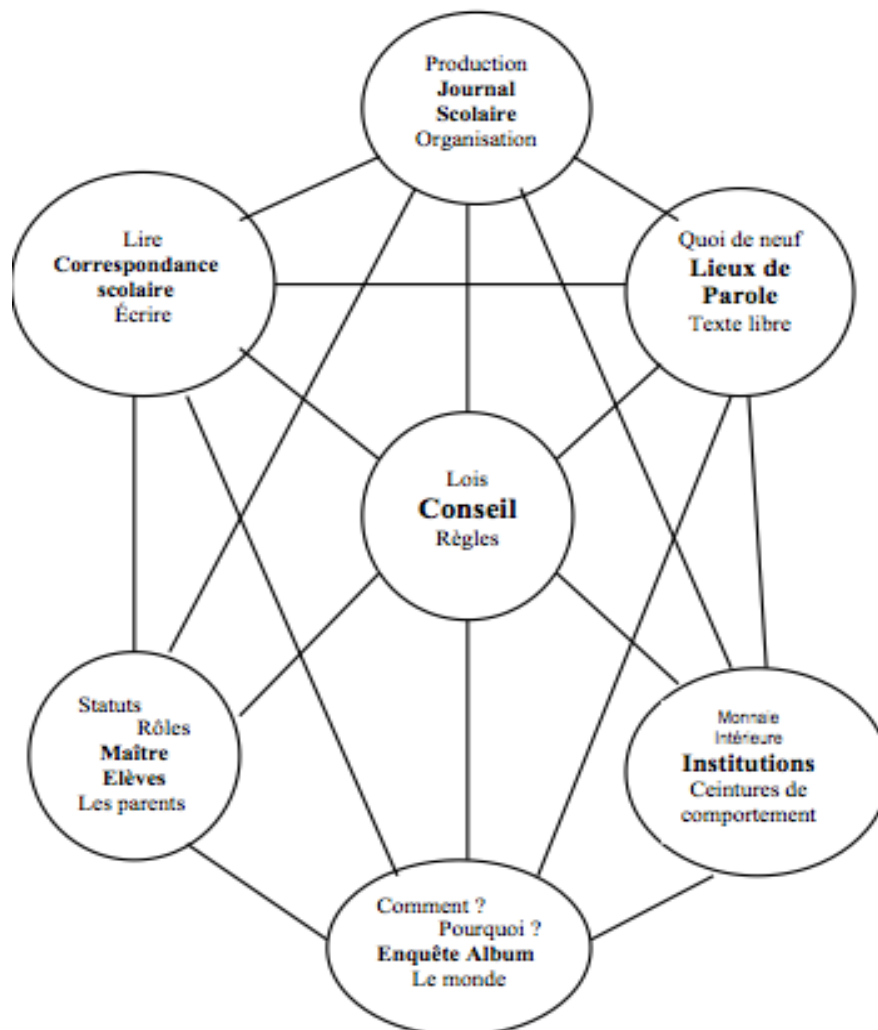 Production
Journal
Scolaire
Organisation
Lire
Correspondance
scolaire
Écrire
Quoi de neuf
Lieux de
Parole
Texte libre
Lois
Conseil
Règles
Statuts
Rôles
Maître
Elèves
Les parents
Monnaie
Intérieure
Institutions
Ceintures de
comportement
Comment ?
Pourquoi ?
Enquête Album
Le monde